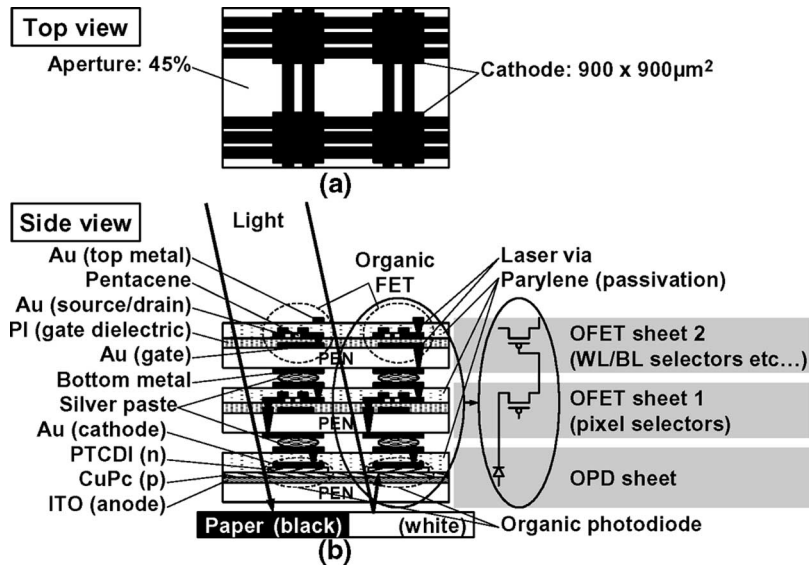 Top view
Aperture: 45%
Cathode: 900 x 900µm²
(a)
Side view
Light
Au (top metal)
Pentacene
Au (source/drain)
PI (gate dielectric)
Au (gate)
Bottom metal
Silver paste
Au (cathode)
PTCDI (n)
CuPc (p)
ITO (anode)
Organic
FET
Laser via
Parylene (passivation)
PEN
PEN
PEN
OFET sheet 2
(WL/BL selectors etc…)
OFET sheet 1
(pixel selectors)
OPD sheet
Organic photodiode
Paper (black)
(white)
(b)